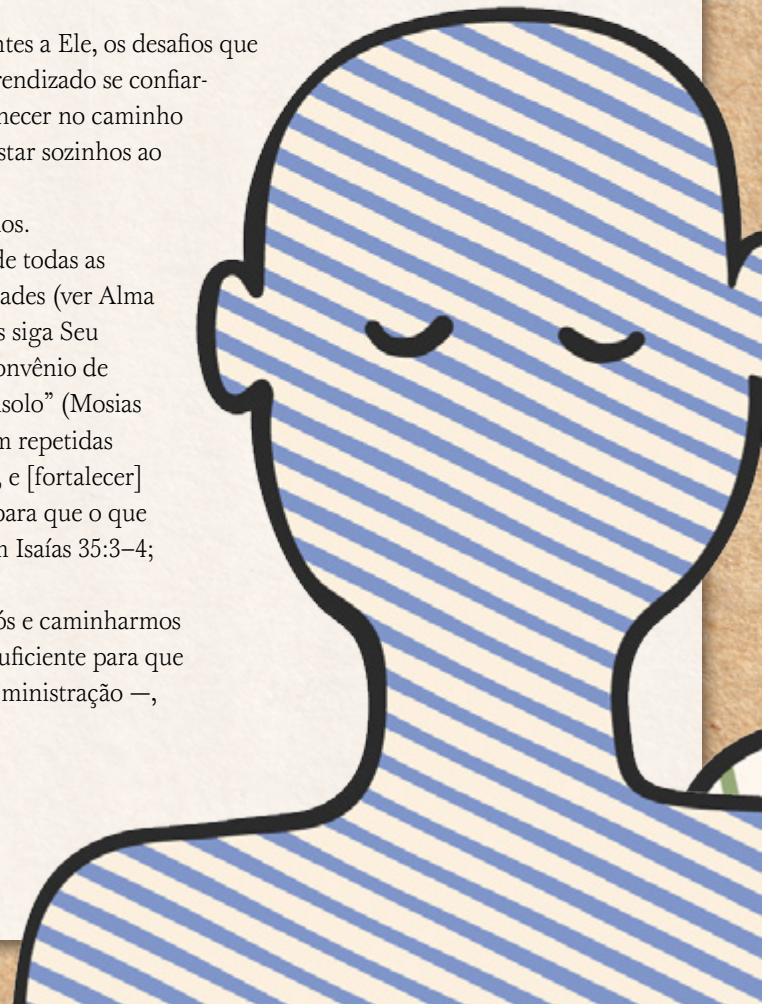 ntes a Ele, os desafios que
rendizado se confiar-
necer no caminho
star sozinhos ao
os.
de todas as
ades (ver Alma
s siga Seu
onvênio de
solo” (Mosias
m repetidas
, e [fortalecer]
para que o que
n Isaías 35:3–4;
ós e caminharmos
uficiente para que
ministração —,